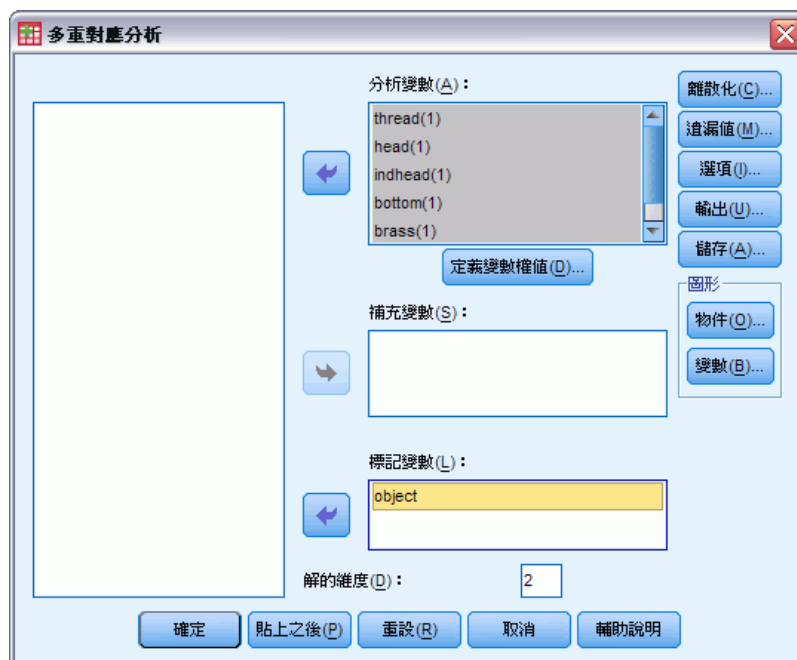 多重對應分析
分析變數(A)：
thread(1)
head(1)
indhead(1)
bottom(1)
brass(1)
定義變數權值(D)...
補充變數(S)：
標記變數(L)：
object
解的維度(D)：
2
確定
貼上之後(P)
重設(R)
取消
輔助說明
離散化(C)...
遺漏值(M)...
選項(I)...
輸出(U)...
儲存(A)...
圖形
物件(O)...
變數(B)...